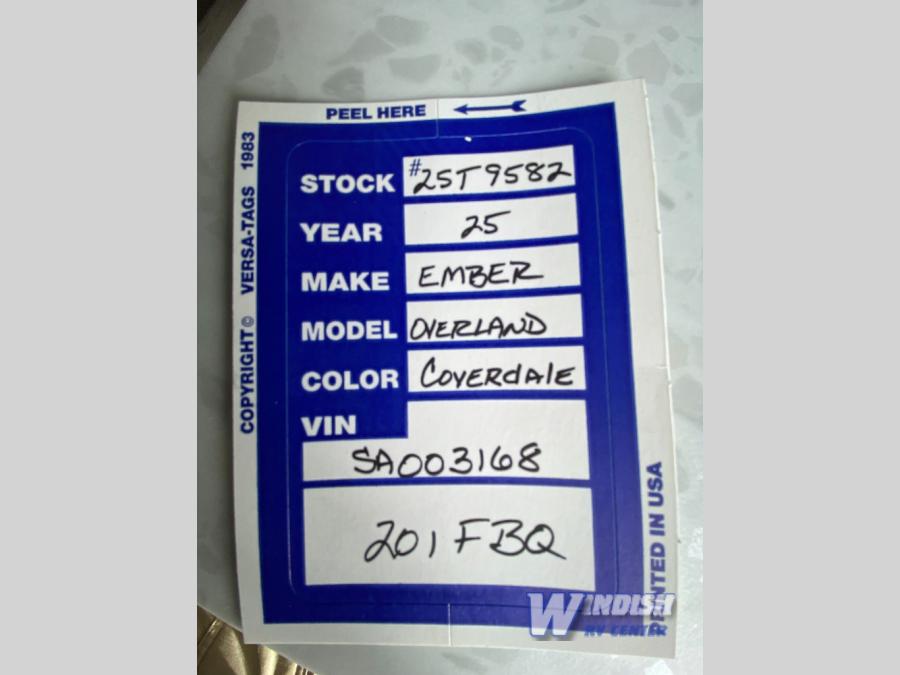 PEEL HERE
COPYRIGHT © VERSA-TAGS 1983
STOCK #25T9582
YEAR 25
MAKE EMBER
MODEL OVERLAND
COLOR COVERdALE
VIN
SA003168
201 FBQ
PRINTED IN USA
WINDISH
RV CENTER